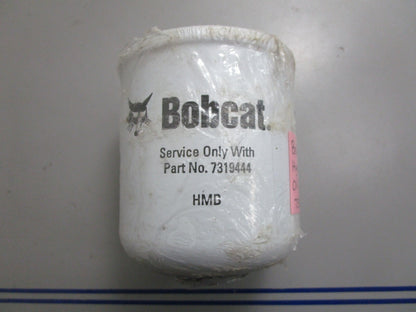 Bobcat.
Service Only With
Part No. 7319444
HMB